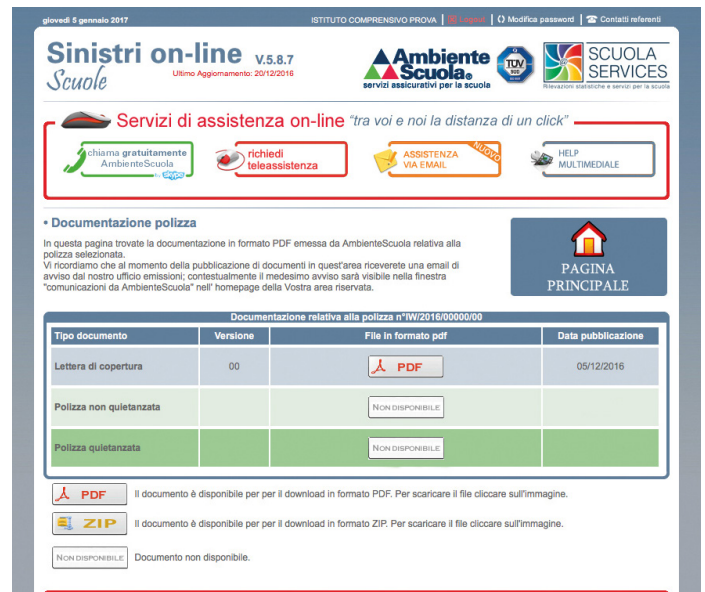 giovedì 5 gennaio 2017
ISTITUTO COMPRENSIVO PROVA | Logout | Modifica password | Contatti referenti
Sinistri on-line V.5.8.7
Scuole
Ultimo Aggiornamento: 20/12/2016
Ambiente Scuola®
servizi assicurativi per la scuola
TÜV
SUD
SCUOLA SERVICES
Rilevazioni statistiche e servizi per la scuola
Servizi di assistenza on-line "tra voi e noi la distanza di un click"
chiama gratuitamente
AmbienteScuola
by skype
richiedi
teleassistenza
ASSISTENZA
VIA EMAIL
NUOVO
HELP
MULTIMEDIALE
• Documentazione polizza
In questa pagina trovate la documentazione in formato PDF emessa da AmbienteScuola relativa alla
polizza selezionata.
Vi ricordiamo che al momento della pubblicazione di documenti in quest'area riceverete una email di
avviso dal nostro ufficio emissioni; contestualmente il medesimo avviso sarà visibile nella finestra
"comunicazioni da AmbienteScuola" nell' homepage della Vostra area riservata.
PAGINA
PRINCIPALE
Documentazione relativa alla polizza n°IW/2016/00000/00
Tipo documento Versione File in formato pdf Data pubblicazione
Lettera di copertura 00 PDF 05/12/2016
Polizza non quietanzata NON DISPONIBILE
Polizza quietanzata NON DISPONIBILE
PDF Il documento è disponibile per per il download in formato PDF. Per scaricare il file cliccare sull'immagine.
ZIP Il documento è disponibile per per il download in formato ZIP. Per scaricare il file cliccare sull'immagine.
NON DISPONIBILE Documento non disponibile.